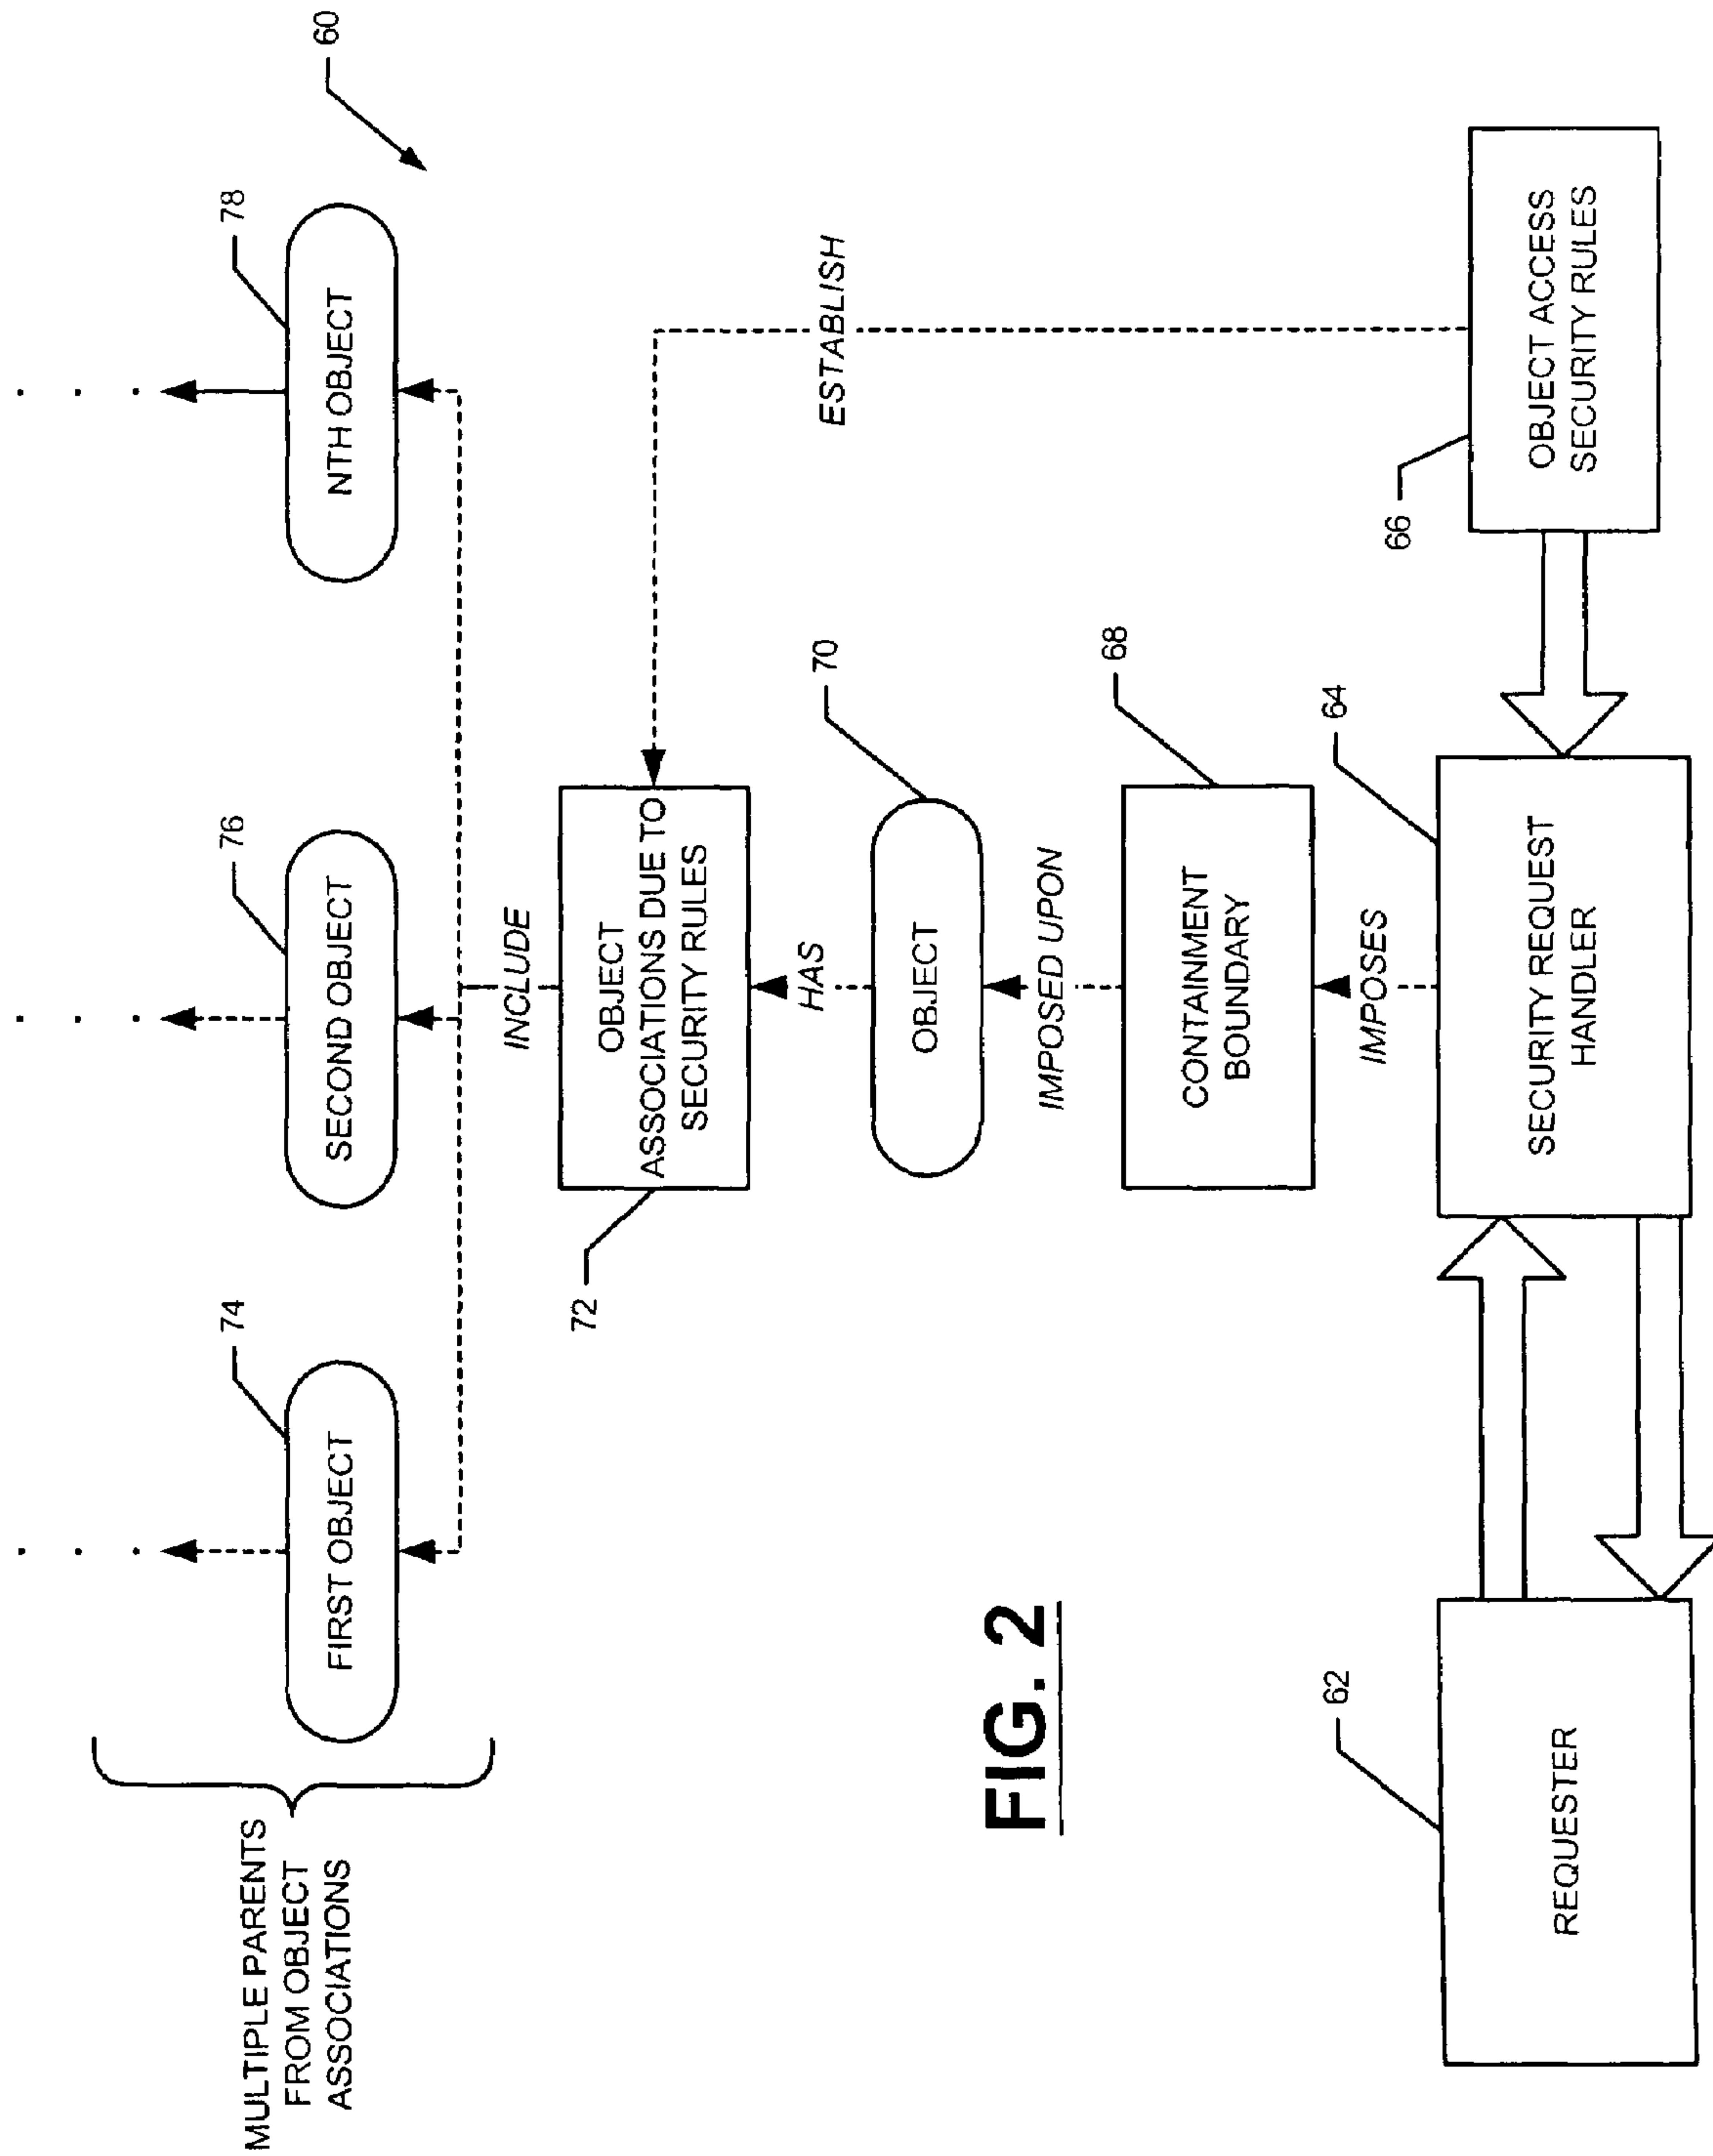 60
MULTIPLE PARENTS
FROM OBJECT
ASSOCIATIONS
74
FIRST OBJECT
76
SECOND OBJECT
78
NTH OBJECT
INCLUDE
72
OBJECT
ASSOCIATIONS DUE TO
SECURITY RULES
ESTABLISH
HAS
70
OBJECT
IMPOSED UPON
68
CONTAINMENT
BOUNDARY
IMPOSES
FIG. 2
62
REQUESTER
64
SECURITY REQUEST
HANDLER
66
OBJECT ACCESS
SECURITY RULES